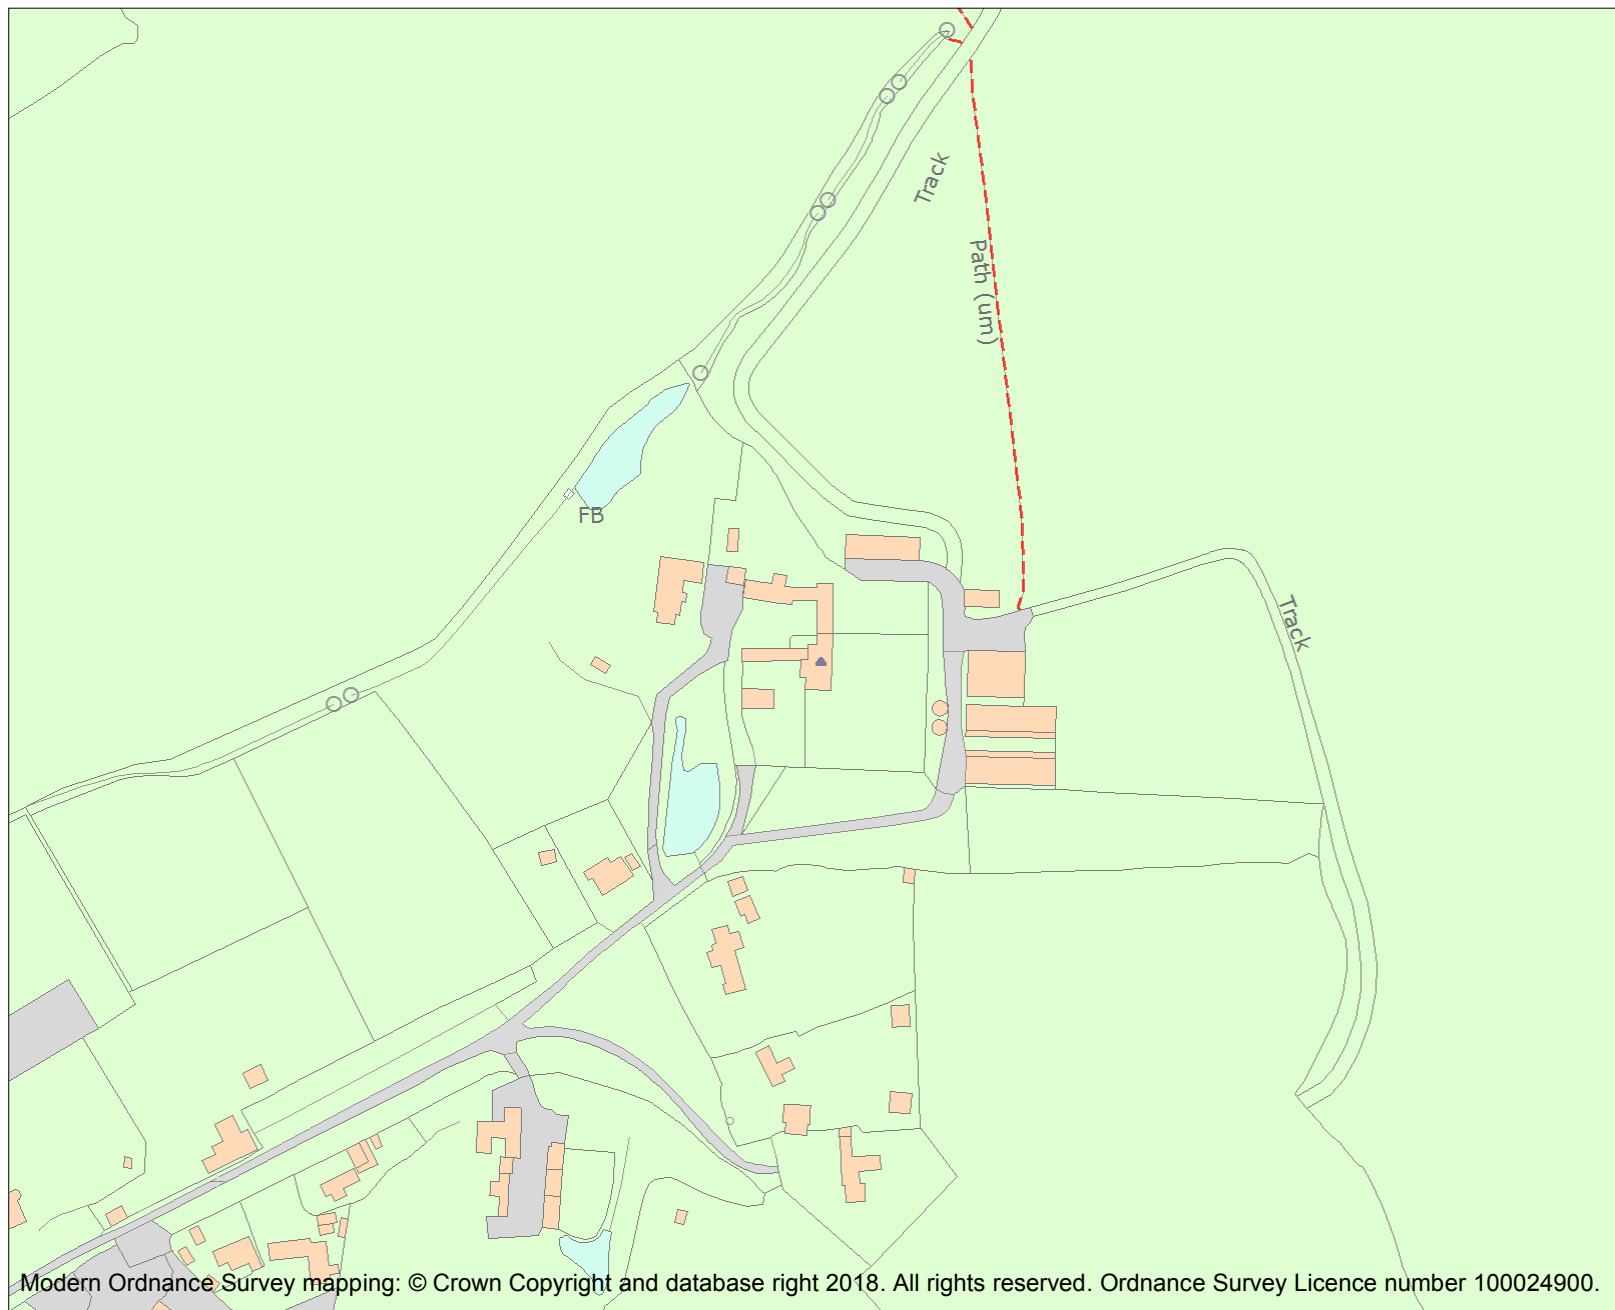 Track
Path (um)
FB
Track
Modern Ordnance Survey mapping: © Crown Copyright and database right 2018. All rights reserved. Ordnance Survey Licence number 100024900.